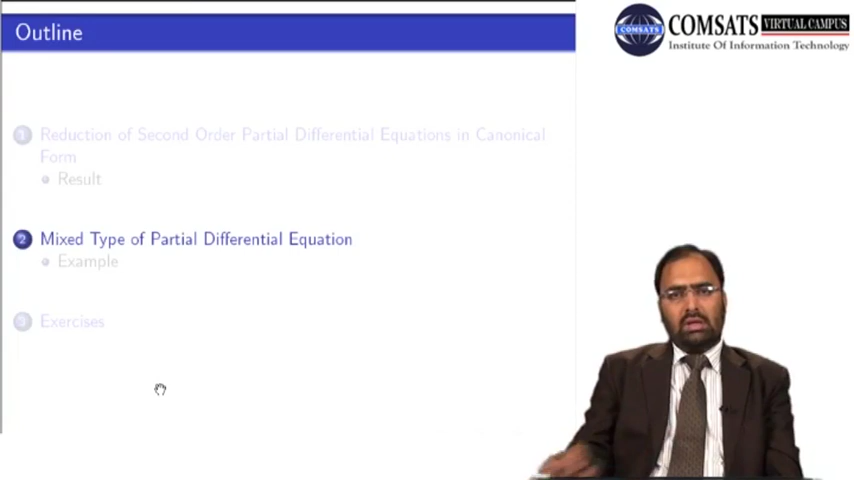 Outline
COMSATS VIRTUAL CAMPUS
Institute Of Information Technology
COMSATS
1 Reduction of Second Order Partial Differential Equations in Canonical
Form
Result
2 Mixed Type of Partial Differential Equation
Example
3 Exercises